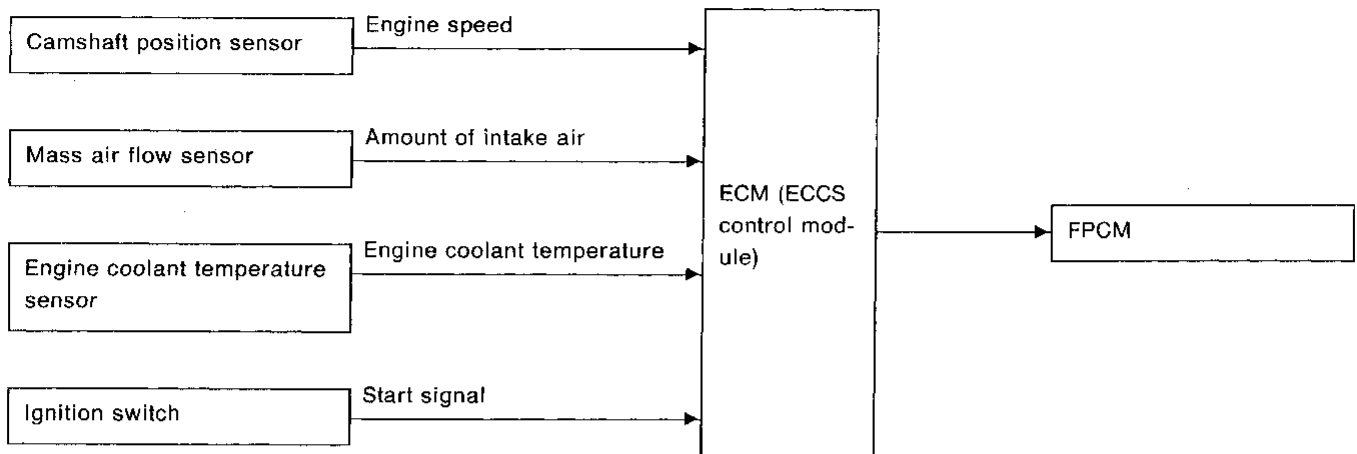 Camshaft position sensor
Engine speed
Mass air flow sensor
Amount of intake air
Engine coolant temperature
sensor
Engine coolant temperature
Ignition switch
Start signal
ECM (ECCS
control mod-
ule)
FPCM